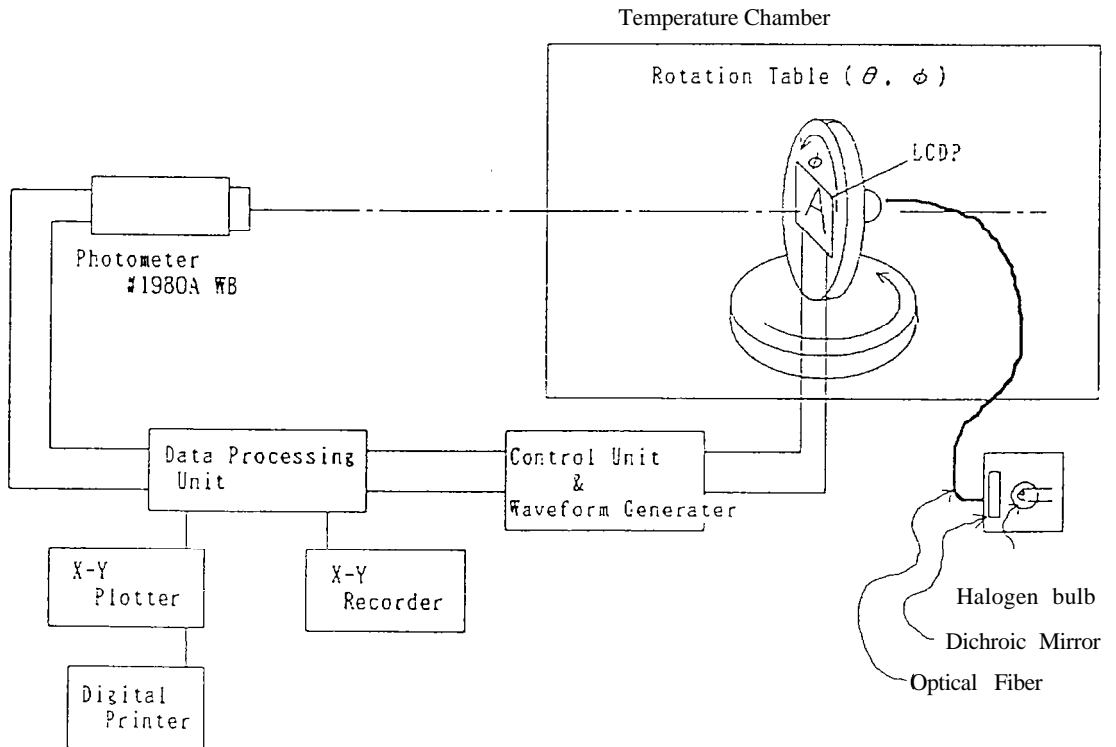 Temperature Chamber
Rotation Table (θ, φ)
LCD?
φ
A
Photometer
#1980A WB
Data Processing
Unit
Control Unit
&
Waveform Generater
X-Y
Plotter
X-Y
Recorder
Halogen bulb
Dichroic Mirror
Optical Fiber
Digital
Printer